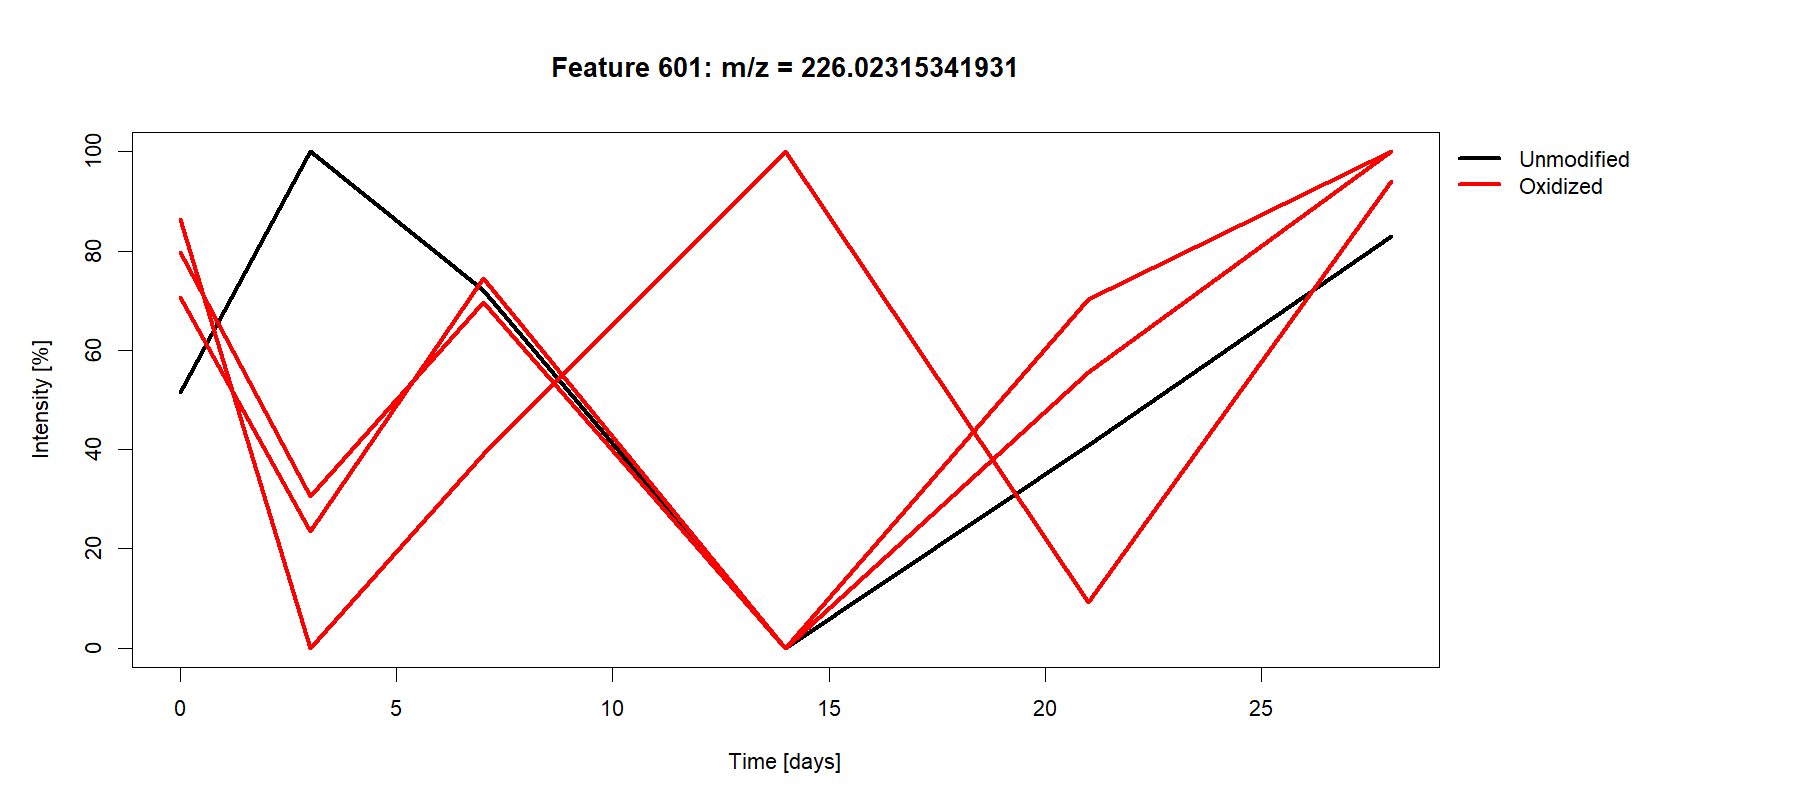 Feature 601: m/z = 226.02315341931
Unmodified
Oxidized
Intensity [%]
100
80
60
40
20
0
0 5 10 15 20 25
Time [days]